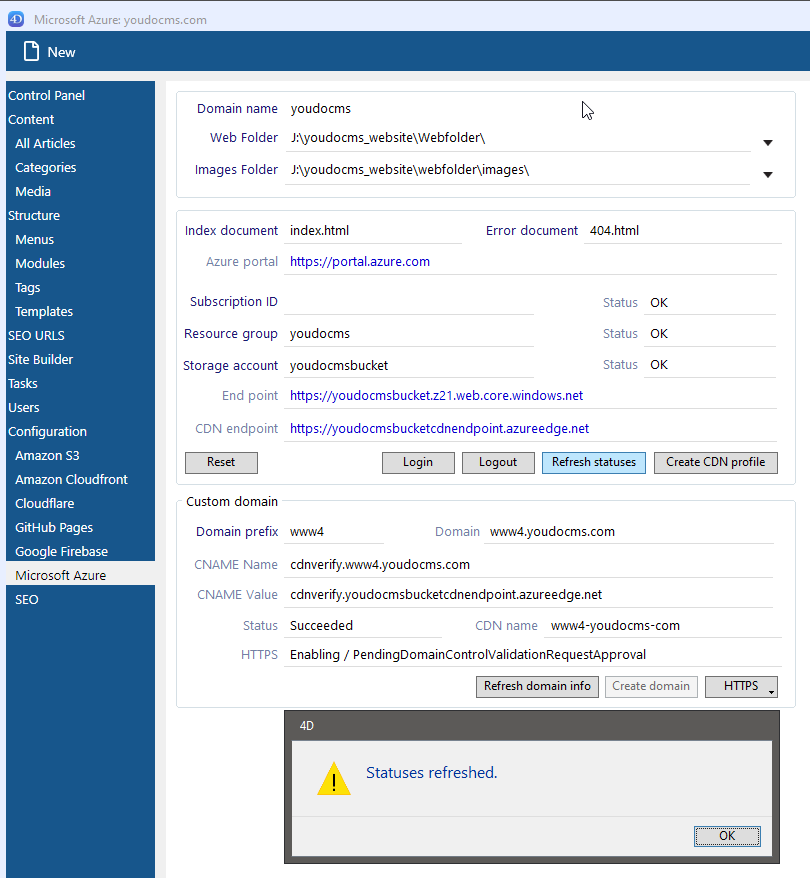 4D Microsoft Azure: youdocms.com
New
Control Panel
Content
All Articles
Categories
Media
Structure
Menus
Modules
Tags
Templates
SEO URLS
Site Builder
Tasks
Users
Configuration
Amazon S3
Amazon Cloudfront
Cloudflare
GitHub Pages
Google Firebase
Microsoft Azure
SEO
Domain name youdocms
Web Folder J:\youdocms_website\Webfolder\
Images Folder J:\youdocms_website\webfolder\images\
Index document index.html Error document 404.html
Azure portal https://portal.azure.com
Subscription ID Status OK
Resource group youdocms Status OK
Storage account youdocmsbucket Status OK
End point https://youdocmsbucket.z21.web.core.windows.net
CDN endpoint https://youdocmsbucketcdnendpoint.azureedge.net
Reset Login Logout Refresh statuses Create CDN profile
Custom domain
Domain prefix www4 Domain www4.youdocms.com
CNAME Name cdnverify.www4.youdocms.com
CNAME Value cdnverify.youdocmsbucketcdnendpoint.azureedge.net
Status Succeeded CDN name www4-youdocms-com
HTTPS Enabling / PendingDomainControlValidationRequestApproval
Refresh domain info Create domain HTTPS
4D
Statuses refreshed.
OK